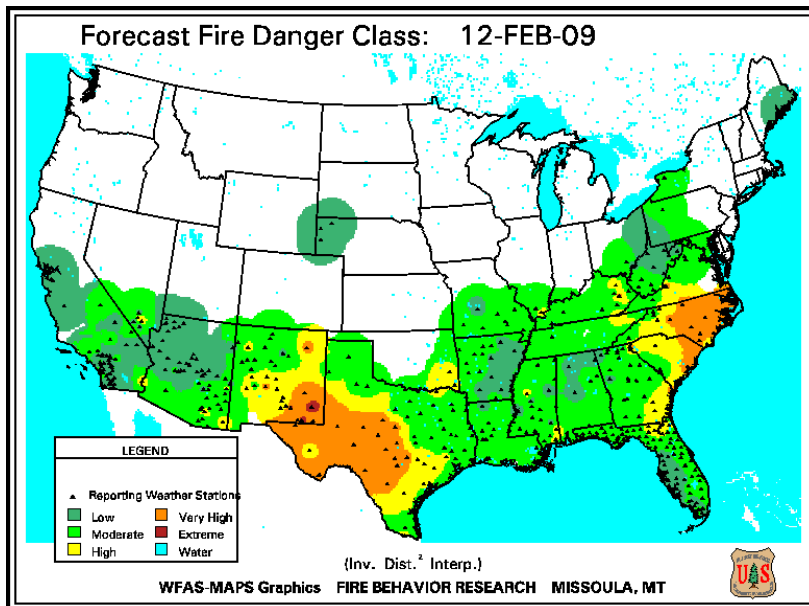 Forecast Fire Danger Class: 12-FEB-09
LEGEND
Reporting Weather Stations
Low
Very High
Moderate
Extreme
High
Water
(Inv. Dist.² Interp.)
WFAS-MAPS Graphics FIRE BEHAVIOR RESEARCH MISSOULA, MT
U S